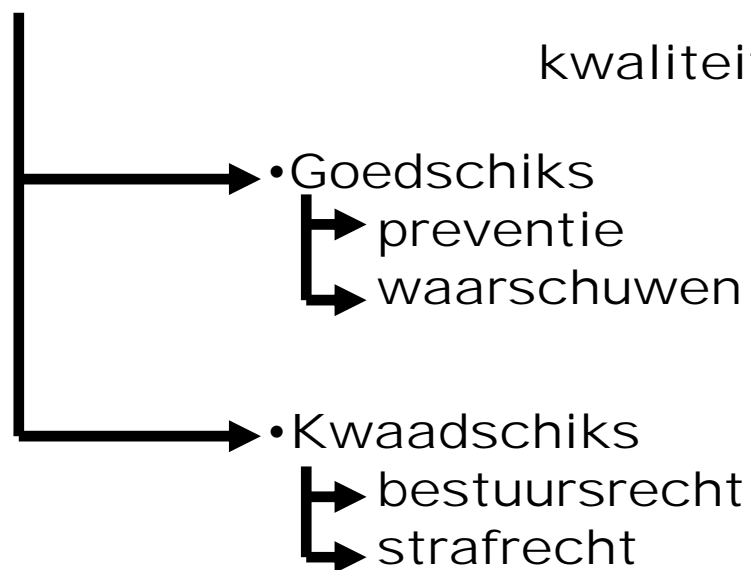 kwaliteit
•Goedschiks
preventie
waarschuwen
•Kwaadschiks
bestuursrecht
strafrecht